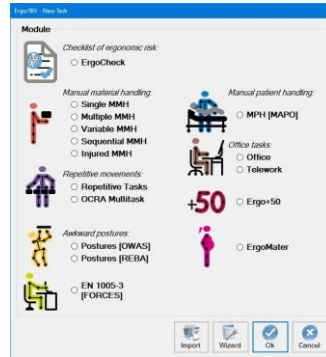 Ergo/IBV - New Task
Module
Checklist of ergonomic risk:
ErgoCheck
Manual material handling:
Single MMH
Multiple MMH
Variable MMH
Sequential MMH
Injured MMH
Repetitive movements:
Repetitive Tasks
OCRA Multitask
Awkward postures:
Postures [OWAS]
Postures [REBA]
EN 1005-3
[FORCES]
Manual patient handling:
MPH [MAPO]
Office tasks:
Office
Telework
+50
Ergo+50
ErgoMater
Import
Wizard
Ok
Cancel